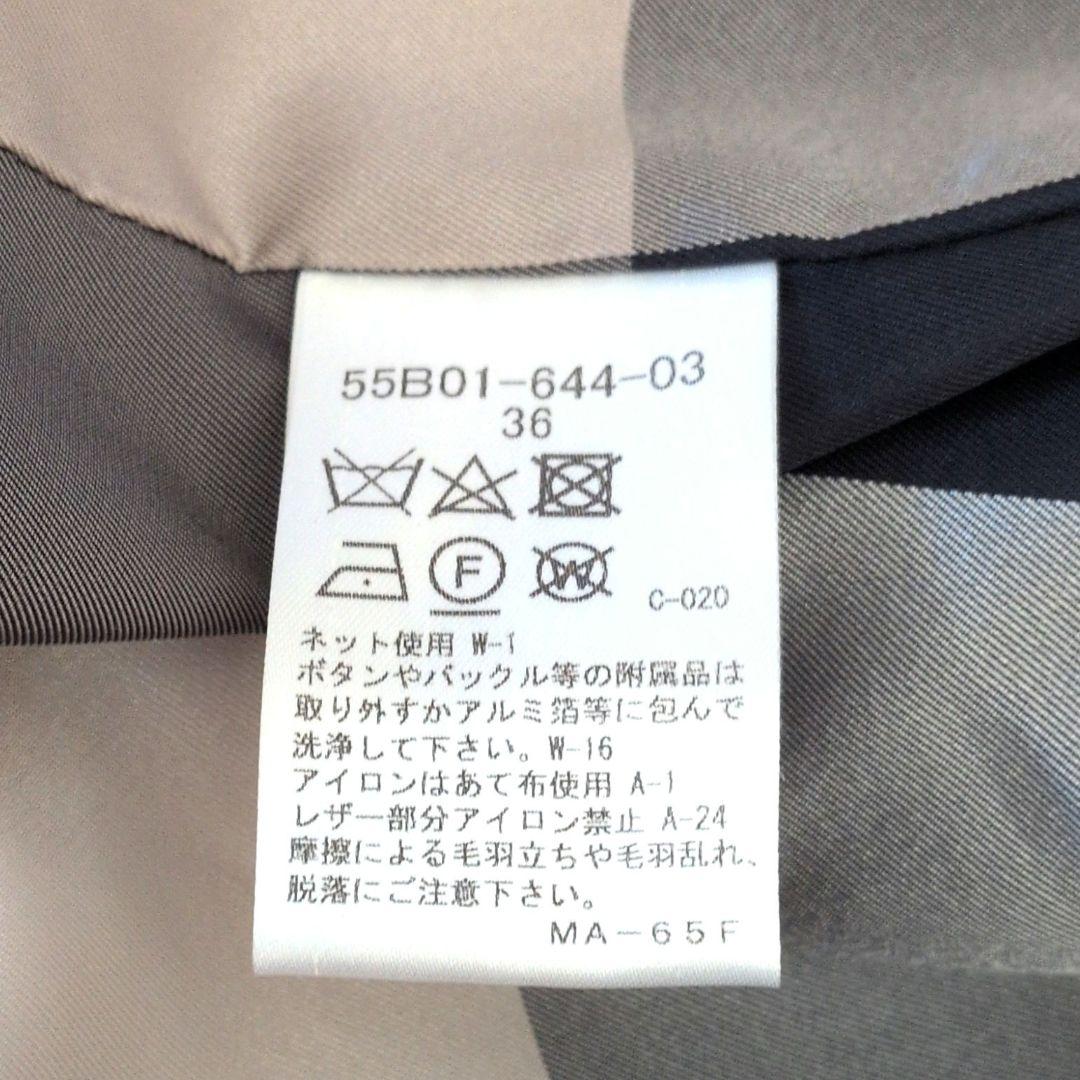 55B01-644-03
36
F W C-020
ネット使用 W-1
ボタンやバックル等の附属品は
取り外すかアルミ箔等に包んで
洗浄して下さい。W-16
アイロンはあて布使用 A-1
レザー部分アイロン禁止 A-24
摩擦による毛羽立ちや毛羽乱れ、
脱落にご注意下さい。
MA-65F